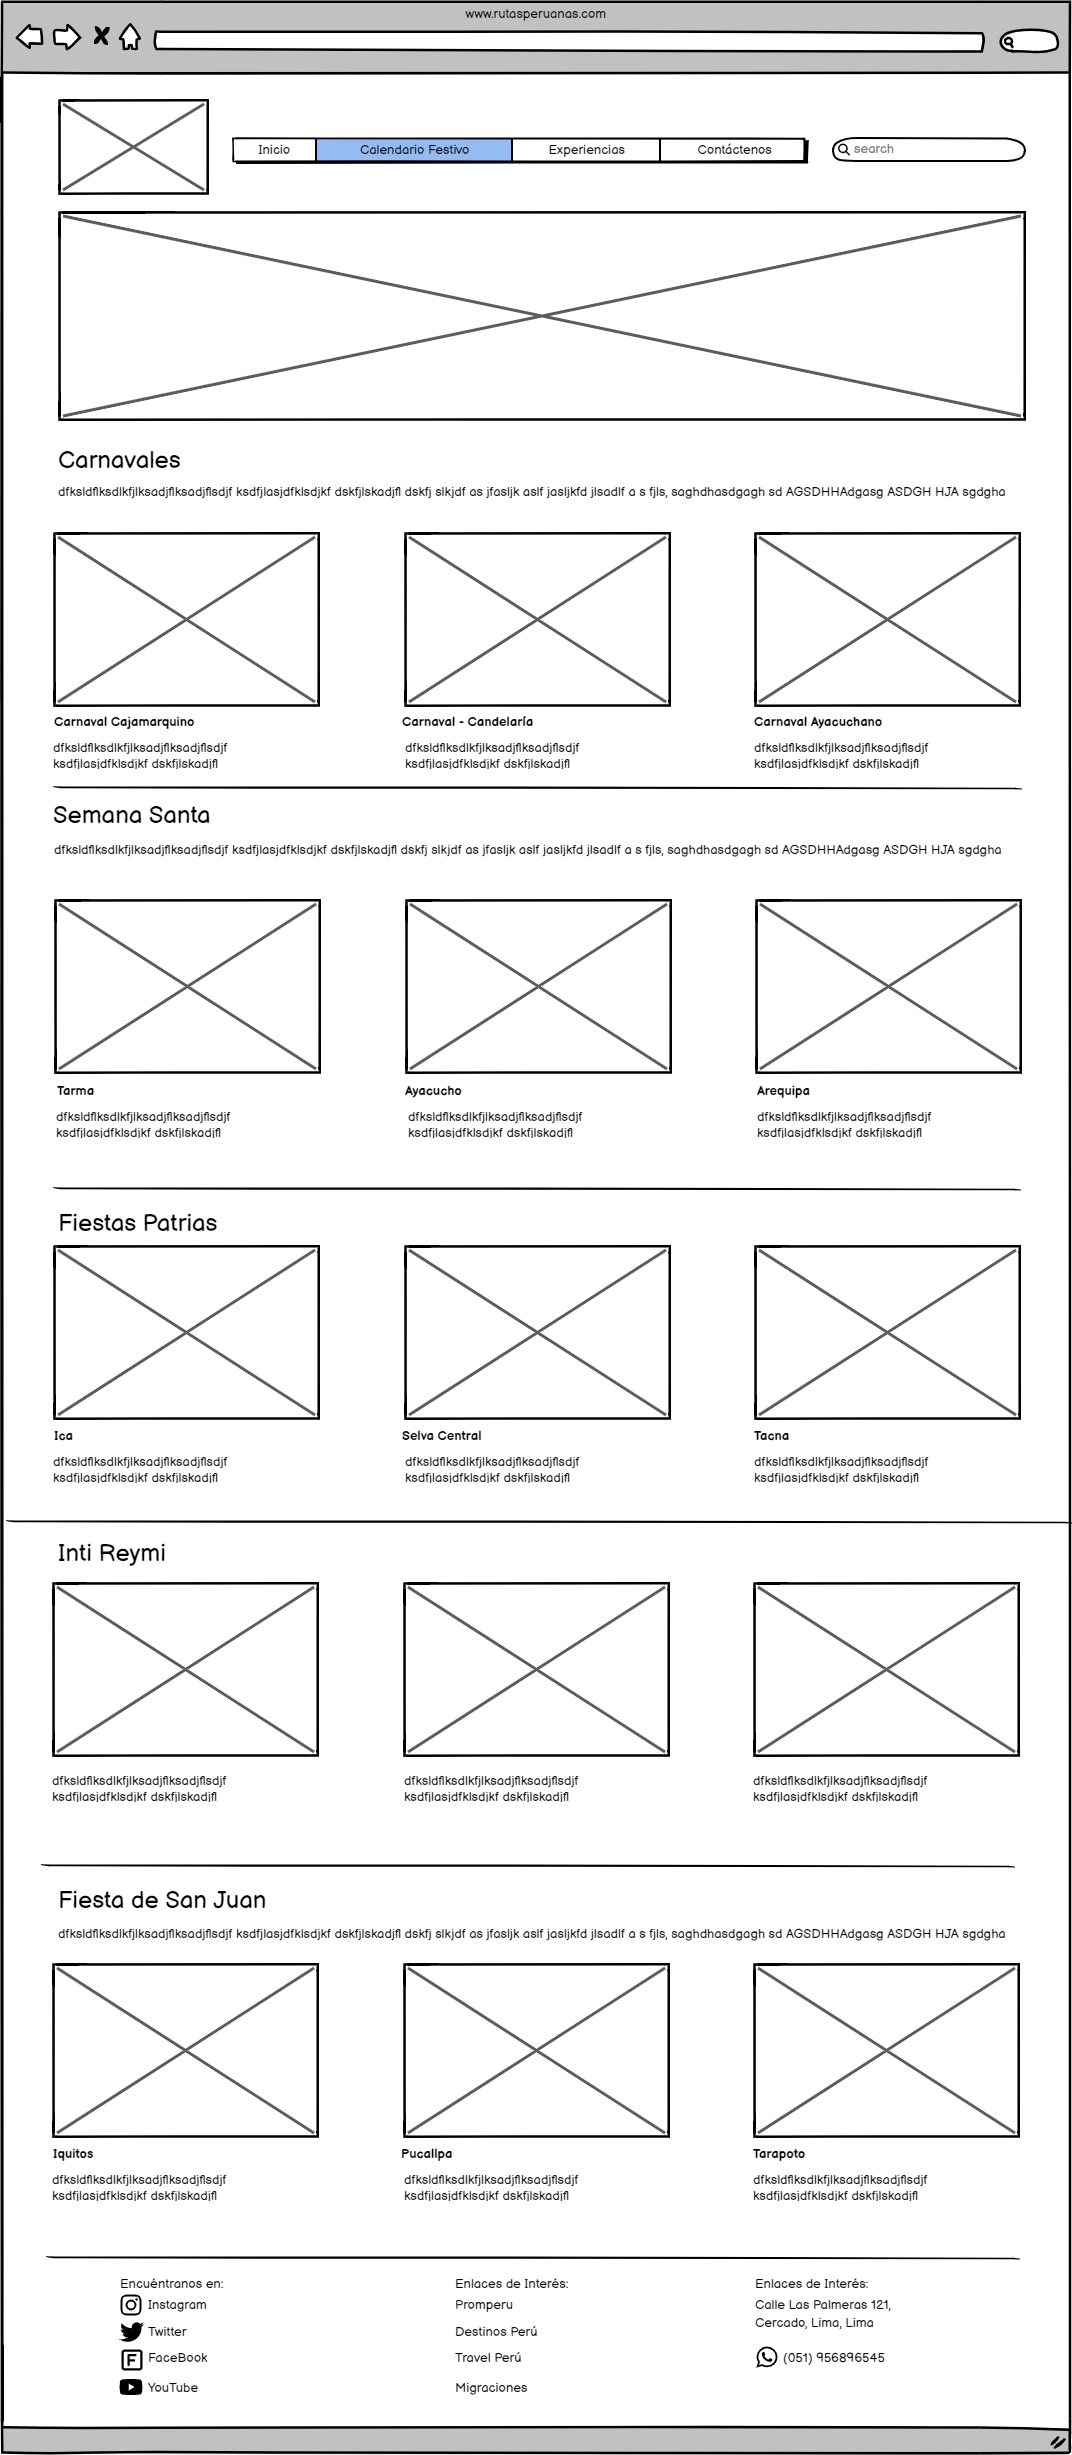 www.rutasperuanas.com
Inicio Calendario Festivo Experiencias Contáctenos search
Carnavales
dfksldflksdlkfjlksadjflksadjflsdjf ksdfjlasjdfklsdjkf dskfjlskadjfl dskfj slkjdf as jfasljk aslf jasljkfd jlsadlf a s fjls, saghdhasdgagh sd AGSDHHAdgasg ASDGH HJA sgdgha
Carnaval Cajamarquino
dfksldflksdlkfjlksadjflksadjflsdjf
ksdfjlasjdfklsdjkf dskfjlskadjfl
Carnaval - Candelaría
dfksldflksdlkfjlksadjflksadjflsdjf
ksdfjlasjdfklsdjkf dskfjlskadjfl
Carnaval Ayacuchano
dfksldflksdlkfjlksadjflksadjflsdjf
ksdfjlasjdfklsdjkf dskfjlskadjfl
Semana Santa
dfksldflksdlkfjlksadjflksadjflsdjf ksdfjlasjdfklsdjkf dskfjlskadjfl dskfj slkjdf as jfasljk aslf jasljkfd jlsadlf a s fjls, saghdhasdgagh sd AGSDHHAdgasg ASDGH HJA sgdgha
Tarma
dfksldflksdlkfjlksadjflksadjflsdjf
ksdfjlasjdfklsdjkf dskfjlskadjfl
Ayacucho
dfksldflksdlkfjlksadjflksadjflsdjf
ksdfjlasjdfklsdjkf dskfjlskadjfl
Arequipa
dfksldflksdlkfjlksadjflksadjflsdjf
ksdfjlasjdfklsdjkf dskfjlskadjfl
Fiestas Patrias
Ica
dfksldflksdlkfjlksadjflksadjflsdjf
ksdfjlasjdfklsdjkf dskfjlskadjfl
Selva Central
dfksldflksdlkfjlksadjflksadjflsdjf
ksdfjlasjdfklsdjkf dskfjlskadjfl
Tacna
dfksldflksdlkfjlksadjflksadjflsdjf
ksdfjlasjdfklsdjkf dskfjlskadjfl
Inti Reymi
dfksldflksdlkfjlksadjflksadjflsdjf
ksdfjlasjdfklsdjkf dskfjlskadjfl
dfksldflksdlkfjlksadjflksadjflsdjf
ksdfjlasjdfklsdjkf dskfjlskadjfl
dfksldflksdlkfjlksadjflksadjflsdjf
ksdfjlasjdfklsdjkf dskfjlskadjfl
Fiesta de San Juan
dfksldflksdlkfjlksadjflksadjflsdjf ksdfjlasjdfklsdjkf dskfjlskadjfl dskfj slkjdf as jfasljk aslf jasljkfd jlsadlf a s fjls, saghdhasdgagh sd AGSDHHAdgasg ASDGH HJA sgdgha
Iquitos
dfksldflksdlkfjlksadjflksadjflsdjf
ksdfjlasjdfklsdjkf dskfjlskadjfl
Pucallpa
dfksldflksdlkfjlksadjflksadjflsdjf
ksdfjlasjdfklsdjkf dskfjlskadjfl
Tarapoto
dfksldflksdlkfjlksadjflksadjflsdjf
ksdfjlasjdfklsdjkf dskfjlskadjfl
Encuéntranos en:
Instagram
Twitter
FaceBook
YouTube
Enlaces de Interés:
Promperu
Destinos Perú
Travel Perú
Migraciones
Enlaces de Interés:
Calle Las Palmeras 121,
Cercado, Lima, Lima
(051) 956896545